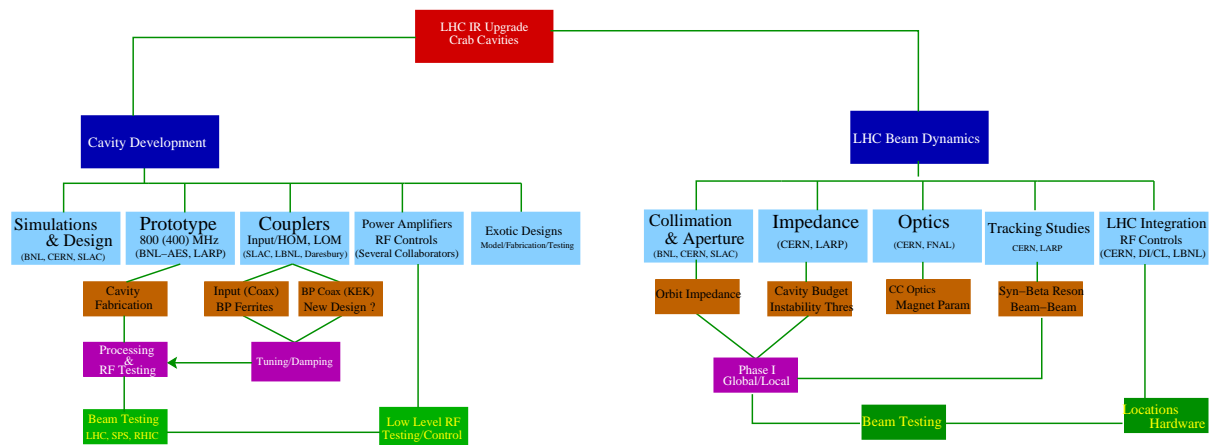 LHC IR Upgrade
Crab Cavities
Cavity Development
LHC Beam Dynamics
Simulations
& Design
(BNL, CERN, SLAC)
Prototype
800 (400) MHz
(BNL−AES, LARP)
Couplers
Input/HOM, LOM
(SLAC, LBNL, Daresbury)
Power Amplifiers
RF Controls
(Several Collaborators)
Exotic Designs
Model/Fabrication/Testing
Collimation
& Aperture
(BNL, CERN, SLAC)
Impedance
(CERN, LARP)
Optics
(CERN, FNAL)
Tracking Studies
CERN, LARP
LHC Integration
RF Controls
(CERN, DI/CL, LBNL)
Cavity
Fabrication
Input (Coax)
BP Ferrites
BP Coax (KEK)
New Design ?
Orbit Impedance
Cavity Budget
Instability Thres
CC Optics
Magnet Param
Syn−Beta Reson
Beam−Beam
Processing
&
RF Testing
Tuning/Damping
Phase I
Global/Local
Beam Testing
LHC, SPS, RHIC
Low Level RF
Testing/Control
Beam Testing
Locations
Hardware